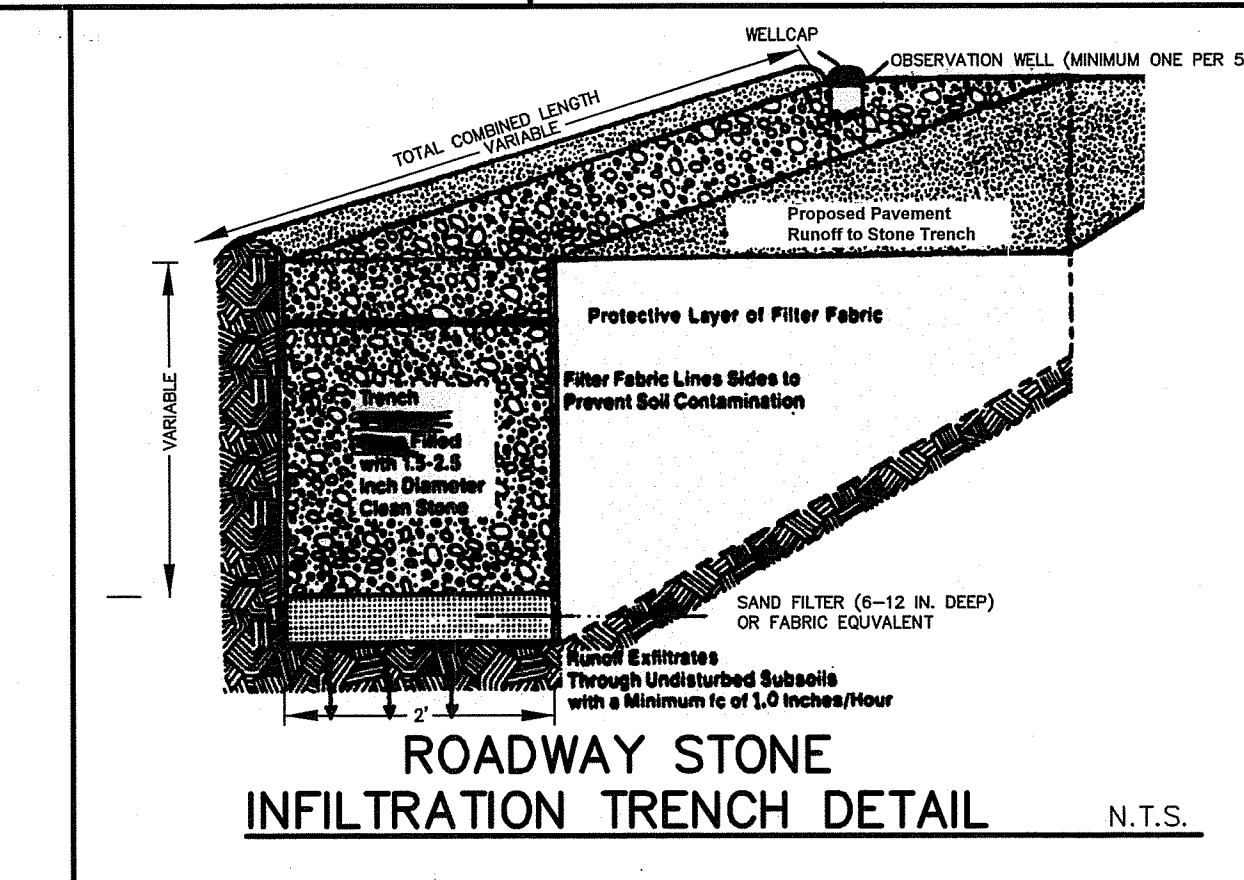 WELLCAP
OBSERVATION WELL (MINIMUM ONE PER 5
TOTAL COMBINED LENGTH
VARIABLE
Proposed Pavement
Runoff to Stone Trench
Protective Layer of Filter Fabric
VARIABLE
Filter Fabric Lines Sides to
Prevent Soil Contamination
Trench
Filled
with 1.5-2.5
Inch Diameter
Clean Stone
SAND FILTER (6-12 IN. DEEP)
OR FABRIC EQUVALENT
Runoff Exfiltrates
Through Undisturbed Subsoils
with a Minimum fc of 1.0 Inches/Hour
2'
ROADWAY STONE
INFILTRATION TRENCH DETAIL
N.T.S.